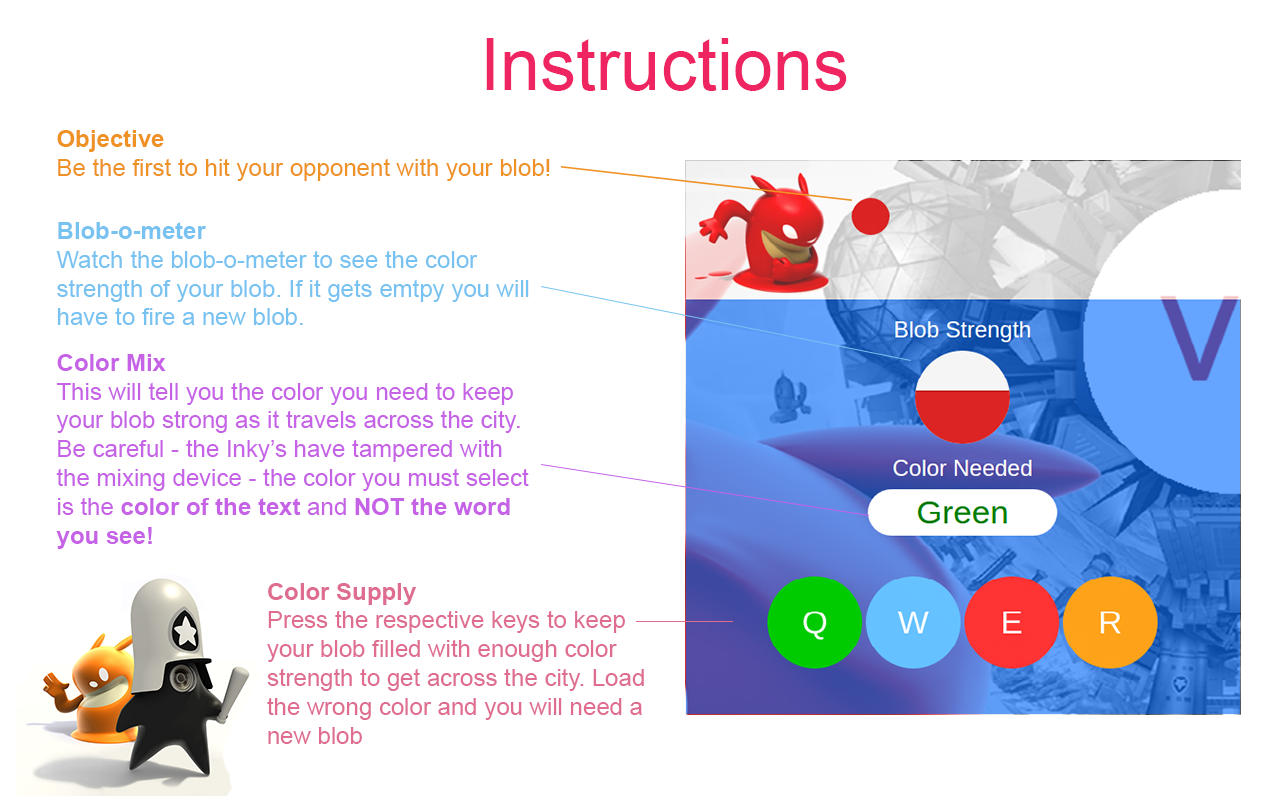 Instructions
Objective
Be the first to hit your opponent with your blob!
Blob-o-meter
Watch the blob-o-meter to see the color
strength of your blob. If it gets emtpy you will
have to fire a new blob.
Color Mix
This will tell you the color you need to keep
your blob strong as it travels across the city.
Be careful - the Inky’s have tampered with
the mixing device - the color you must select
is the color of the text and NOT the word
you see!
Color Supply
Press the respective keys to keep
your blob filled with enough color
strength to get across the city. Load
the wrong color and you will need a
new blob
V
Blob Strength
Color Needed
Green
Q W E R